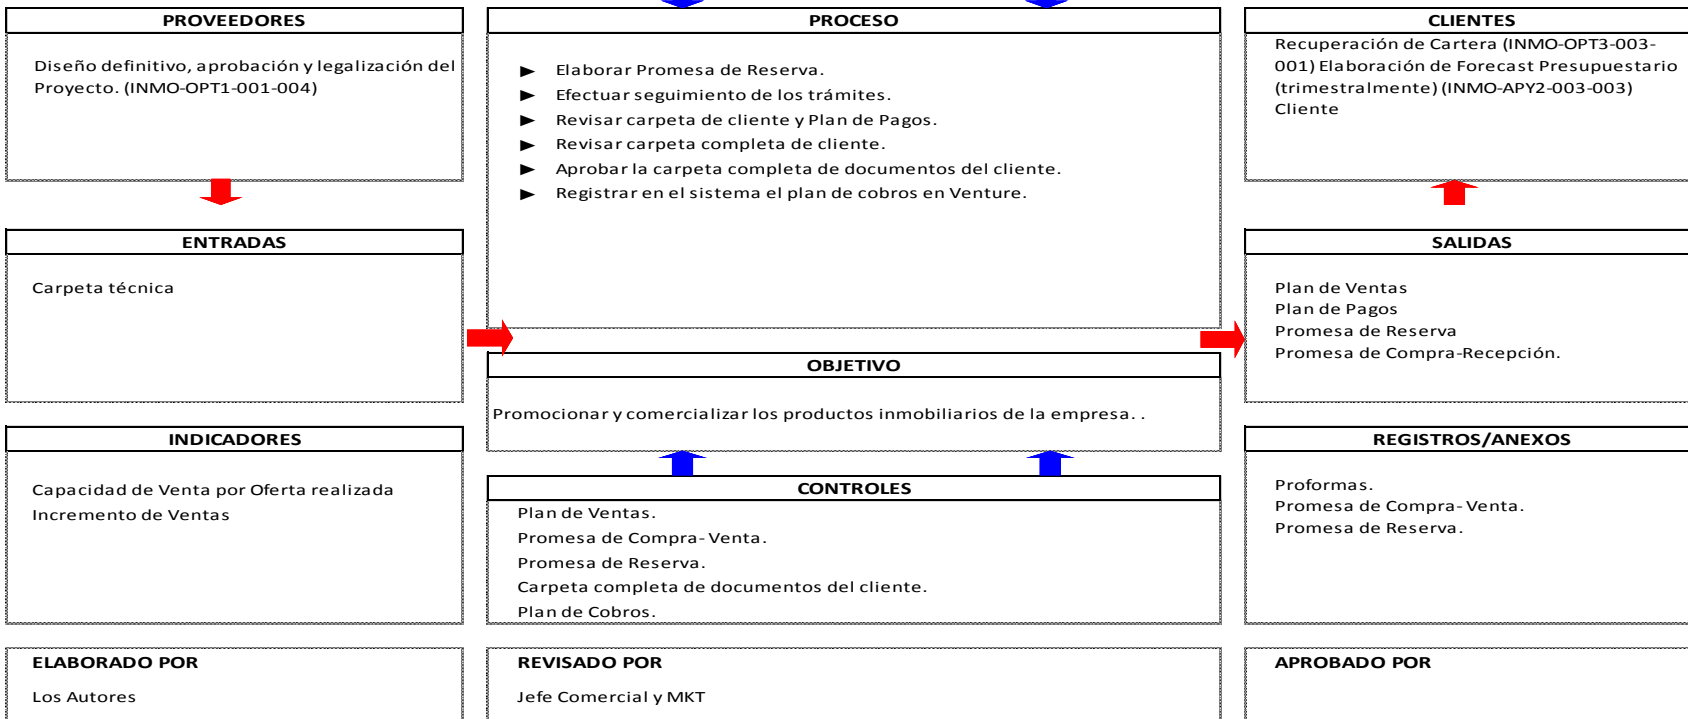 PROVEEDORES
Diseño definitivo, aprobación y legalización del
Proyecto. (INMO-OPT1-001-004)
PROCESO
► Elaborar Promesa de Reserva.
► Efectuar seguimiento de los trámites.
► Revisar carpeta de cliente y Plan de Pagos.
► Revisar carpeta completa de cliente.
► Aprobar la carpeta completa de documentos del cliente.
► Registrar en el sistema el plan de cobros en Venture.
CLIENTES
Recuperación de Cartera (INMO-OPT3-003-
001) Elaboración de Forecast Presupuestario
(trimestralmente) (INMO-APY2-003-003)
Cliente
ENTRADAS
Carpeta técnica
SALIDAS
Plan de Ventas
Plan de Pagos
Promesa de Reserva
Promesa de Compra-Recepción.
OBJETIVO
Promocionar y comercializar los productos inmobiliarios de la empresa. .
INDICADORES
Capacidad de Venta por Oferta realizada
Incremento de Ventas
CONTROLES
Plan de Ventas.
Promesa de Compra- Venta.
Promesa de Reserva.
Carpeta completa de documentos del cliente.
Plan de Cobros.
REGISTROS/ANEXOS
Proformas.
Promesa de Compra- Venta.
Promesa de Reserva.
ELABORADO POR
Los Autores
REVISADO POR
Jefe Comercial y MKT
APROBADO POR